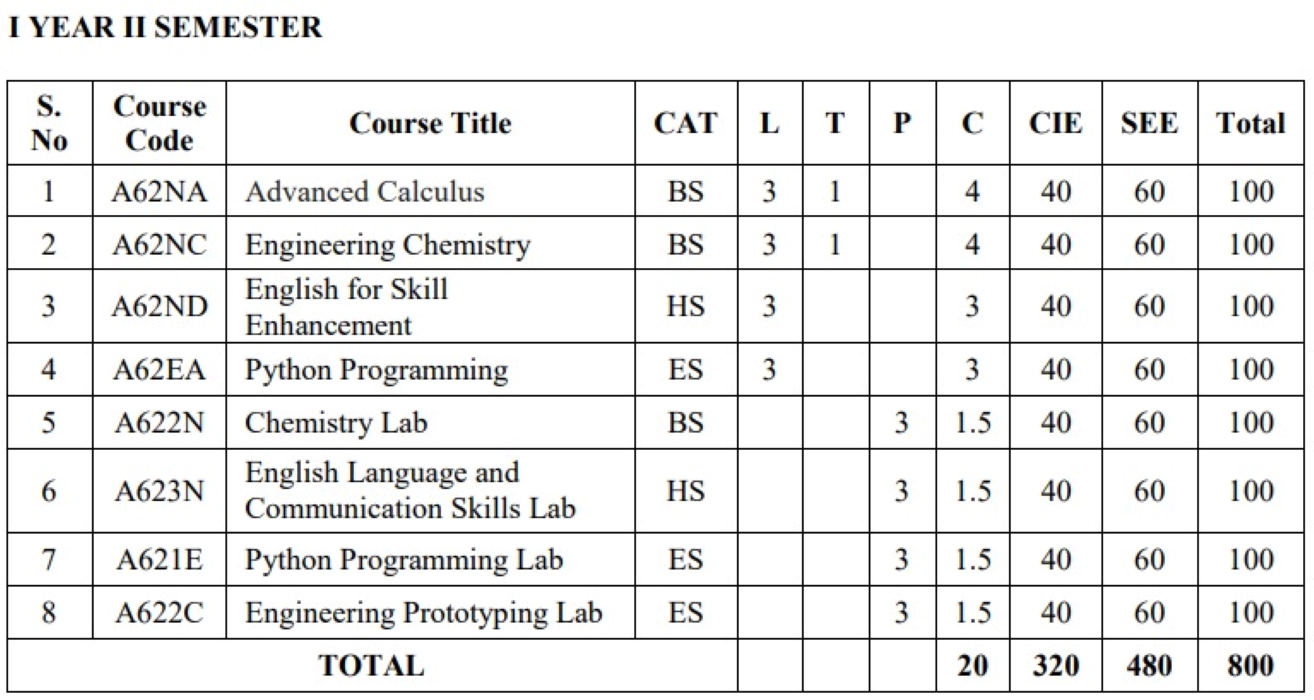 I YEAR II SEMESTER
S. No Course Code Course Title CAT L T P C CIE SEE Total
1 A62NA Advanced Calculus BS 3 1 4 40 60 100
2 A62NC Engineering Chemistry BS 3 1 4 40 60 100
3 A62ND English for Skill Enhancement HS 3 3 40 60 100
4 A62EA Python Programming ES 3 3 40 60 100
5 A622N Chemistry Lab BS 3 1.5 40 60 100
6 A623N English Language and Communication Skills Lab HS 3 1.5 40 60 100
7 A621E Python Programming Lab ES 3 1.5 40 60 100
8 A622C Engineering Prototyping Lab ES 3 1.5 40 60 100
TOTAL 20 320 480 800